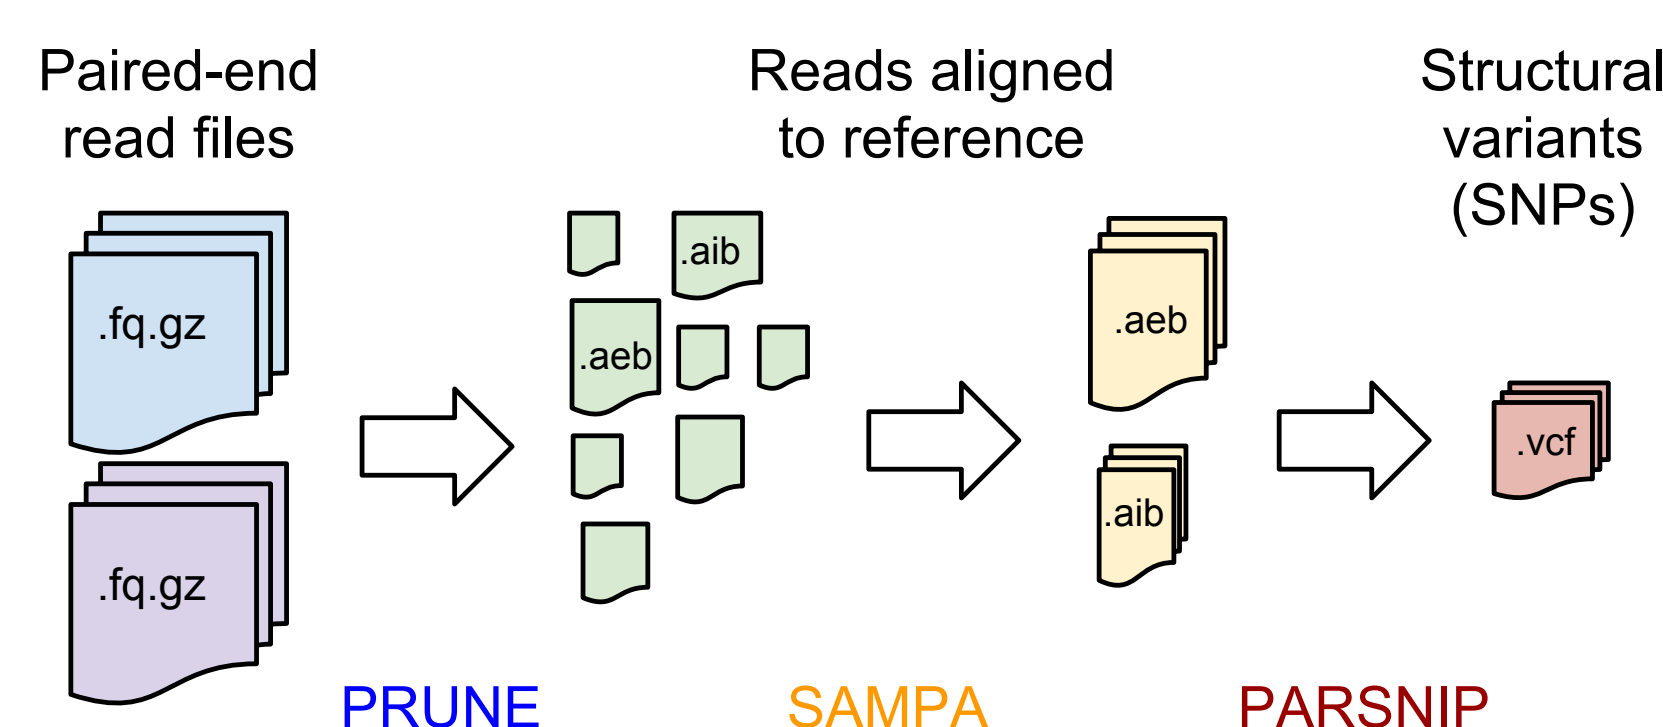 Paired-end
read files
Reads aligned
to reference
Structural
variants
(SNPs)
.fq.gz
.fq.gz
.aib
.aeb
.aeb
.aib
.vcf
PRUNE
SAMPA
PARSNIP